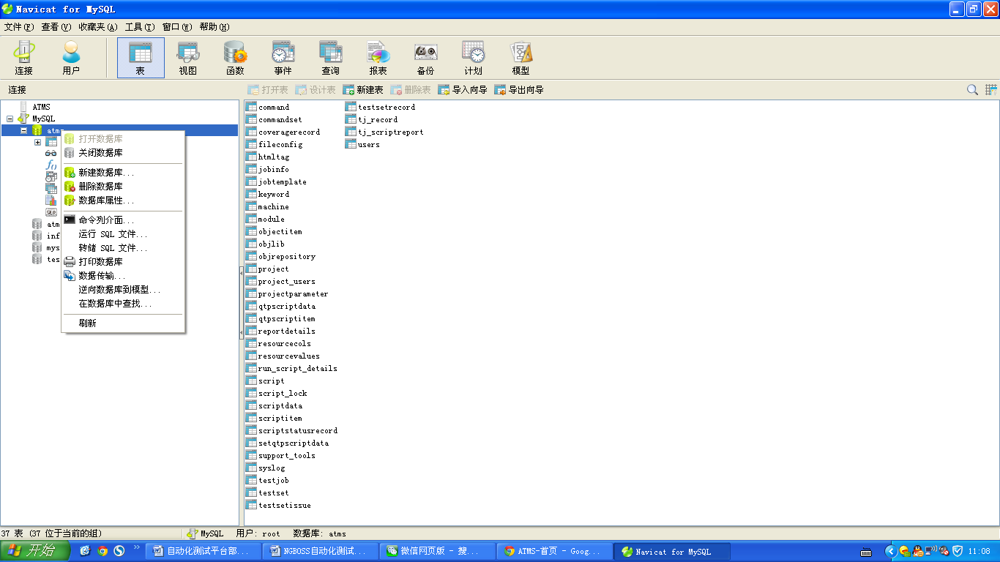 Navicat for MySQL
文件(F) 查看(V) 收藏夹(A) 工具(T) 窗口(W) 帮助(H)
连接 用户 表 视图 函数 事件 查询 报表 备份 计划 模型
连接 打开表 设计表 新建表 删除表 导入向导 导出向导
ATMS
MySQL
atms
打开数据库
关闭数据库
新建数据库...
删除数据库
数据库属性...
命令列介面...
运行 SQL 文件...
转储 SQL 文件...
打印数据库
数据传输...
逆向数据库到模型...
在数据库中查找...
刷新
atm
inf
mys
tes
command
commandset
coveragerecord
fileconfig
htmltag
jobinfo
jobtemplate
keyword
machine
module
objectitem
objlib
objrepository
project
project_users
projectparameter
qtpscriptdata
qtpscriptitem
reportdetails
resourcecols
resourcevalues
run_script_details
script
script_lock
scriptdata
scriptitem
scriptstatusrecord
setqtpscriptdata
support_tools
syslog
testjob
testset
testsetissue
testsetrecord
tj_record
tj_scriptreport
users
37 表 (37 位于当前的组) MySQL 用户: root 数据库: atms
开始 自动化测试平台部... NGBOSS自动化测试... 微信网页版 - 搜... ATMS-首页 - Goog... Navicat for MySQL 11:08